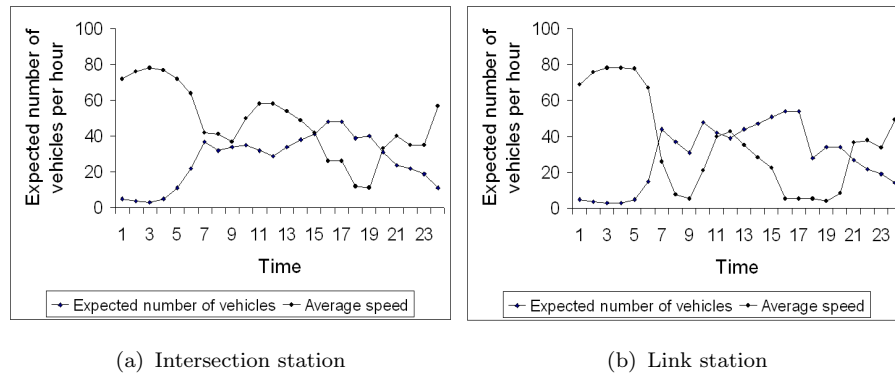 Expected number of
vehicles per hour
100
80
60
40
20
0
1 3 5 7 9 11 13 15 17 19 21 23
Time
Expected number of vehicles Average speed
(a) Intersection station
Expected number of
vehicles per hour
100
80
60
40
20
0
1 3 5 7 9 11 13 15 17 19 21 23
Time
Expected number of vehicles Average speed
(b) Link station